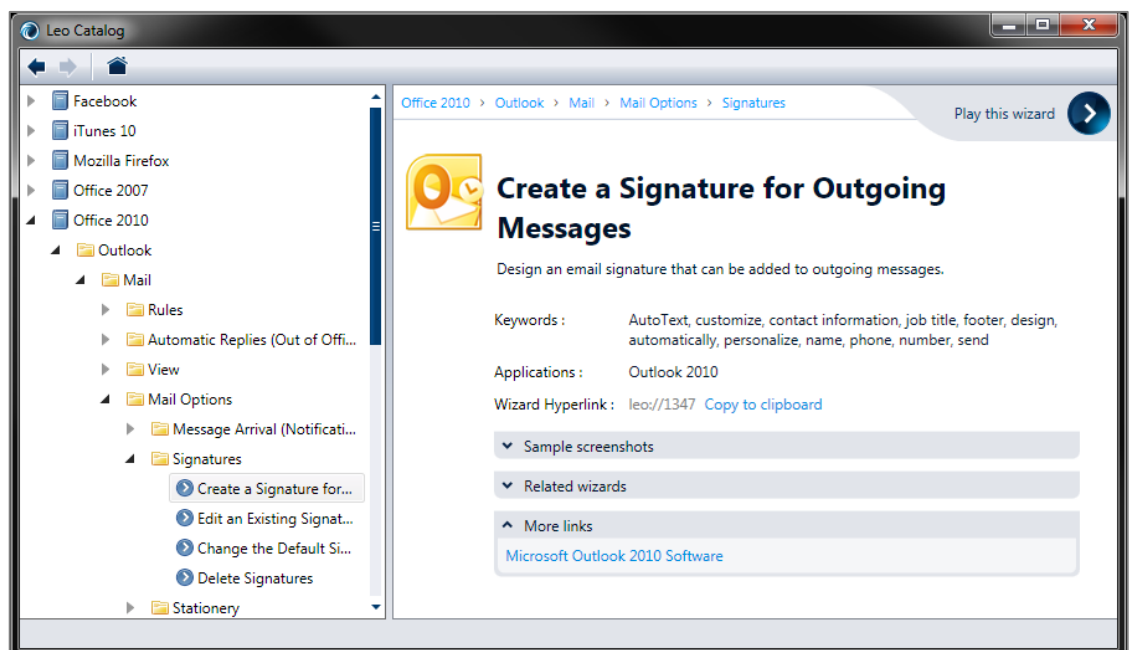 Leo Catalog
Facebook
iTunes 10
Mozilla Firefox
Office 2007
Office 2010
Outlook
Mail
Rules
Automatic Replies (Out of Offi...
View
Mail Options
Message Arrival (Notificati...
Signatures
Create a Signature for...
Edit an Existing Signat...
Change the Default Si...
Delete Signatures
Stationery
Office 2010 › Outlook › Mail › Mail Options › Signatures
Play this wizard
Create a Signature for Outgoing
Messages
Design an email signature that can be added to outgoing messages.
Keywords : AutoText, customize, contact information, job title, footer, design,
automatically, personalize, name, phone, number, send
Applications : Outlook 2010
Wizard Hyperlink : leo://1347 Copy to clipboard
Sample screenshots
Related wizards
More links
Microsoft Outlook 2010 Software